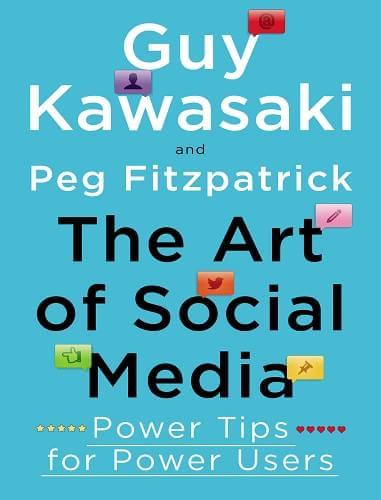 Guy
Kawasaki
and
Peg Fitzpatrick
The Art
of Social
Media
Power Tips
for Power Users